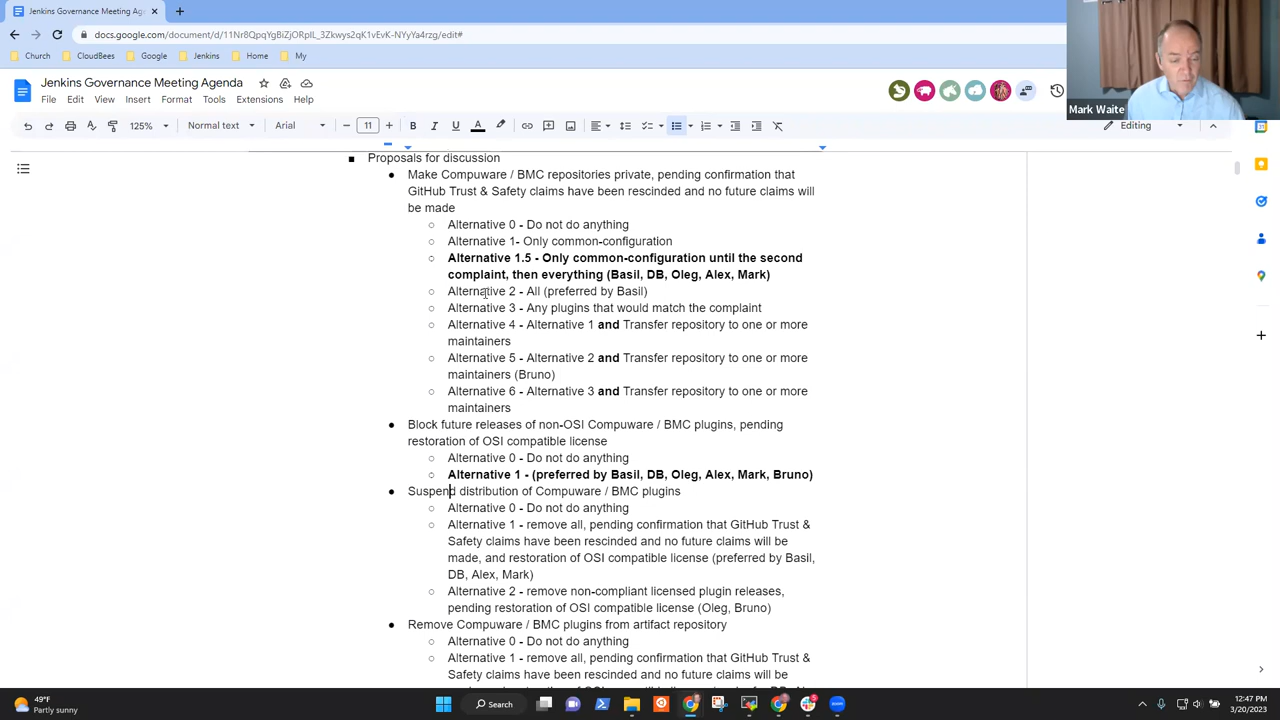 Jenkins Governance Meeting Agend
docs.google.com/document/d/11Nr8QpqYgBiZjORpIL_3Zkwys2qK1vEvK-NYyYa4rzg/edit#
Church
CloudBees
Google
Jenkins
Home
My
Jenkins Governance Meeting Agenda
File
Edit
View
Insert
Format
Tools
Extensions
Help
Mark Waite
125%
Normal text
Arial
11
Editing
Proposals for discussion
Make Compuware / BMC repositories private, pending confirmation that
GitHub Trust & Safety claims have been rescinded and no future claims will
be made
Alternative 0 - Do not do anything
Alternative 1- Only common-configuration
Alternative 1.5 - Only common-configuration until the second
complaint, then everything (Basil, DB, Oleg, Alex, Mark)
Alternative 2 - All (preferred by Basil)
Alternative 3 - Any plugins that would match the complaint
Alternative 4 - Alternative 1 and Transfer repository to one or more
maintainers
Alternative 5 - Alternative 2 and Transfer repository to one or more
maintainers (Bruno)
Alternative 6 - Alternative 3 and Transfer repository to one or more
maintainers
Block future releases of non-OSI Compuware / BMC plugins, pending
restoration of OSI compatible license
Alternative 0 - Do not do anything
Alternative 1 - (preferred by Basil, DB, Oleg, Alex, Mark, Bruno)
Suspend distribution of Compuware / BMC plugins
Alternative 0 - Do not do anything
Alternative 1 - remove all, pending confirmation that GitHub Trust &
Safety claims have been rescinded and no future claims will be
made, and restoration of OSI compatible license (preferred by Basil,
DB, Alex, Mark)
Alternative 2 - remove non-compliant licensed plugin releases,
pending restoration of OSI compatible license (Oleg, Bruno)
Remove Compuware / BMC plugins from artifact repository
Alternative 0 - Do not do anything
Alternative 1 - remove all, pending confirmation that GitHub Trust &
Safety claims have been rescinded and no future claims will be
49°F
Partly sunny
Search
12:47 PM
3/20/2023